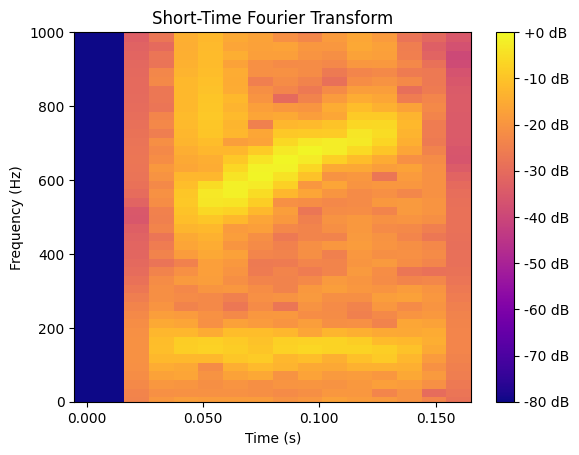 Short-Time Fourier Transform
1000
800
600
400
200
0
Frequency (Hz)
0.000
0.050
0.100
0.150
Time (s)
+0 dB
-10 dB
-20 dB
-30 dB
-40 dB
-50 dB
-60 dB
-70 dB
-80 dB